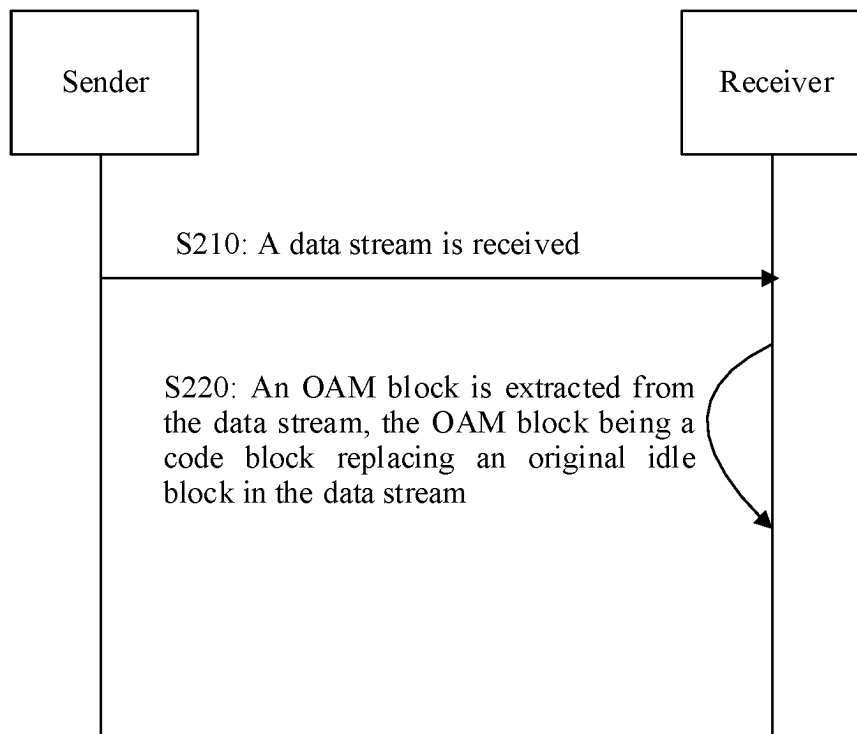 Sender
Receiver
S210: A data stream is received
S220: An OAM block is extracted from
the data stream, the OAM block being a
code block replacing an original idle
block in the data stream